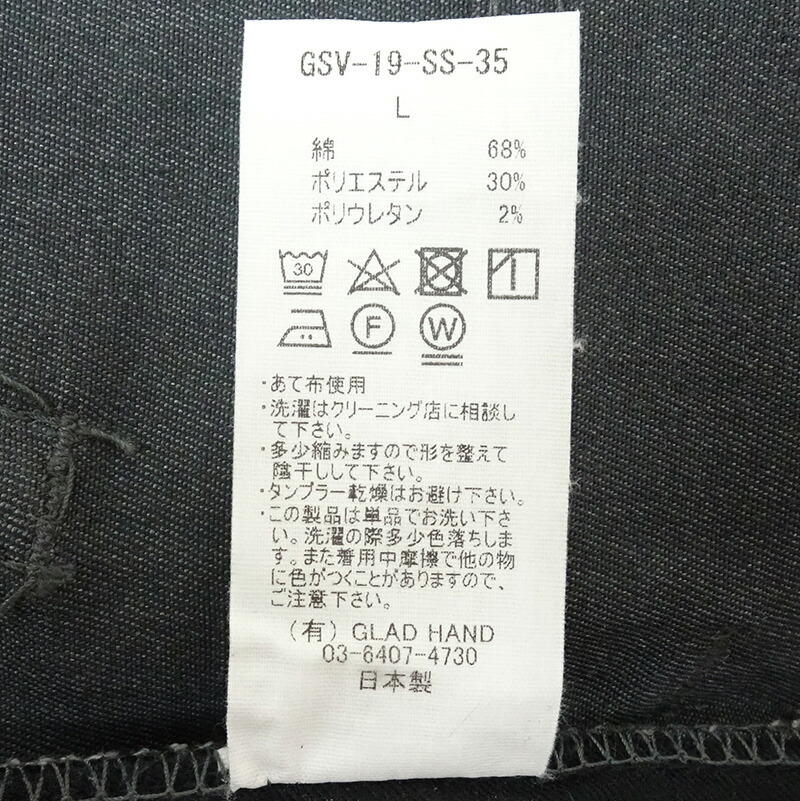 GSV-19-SS-35
L
綿 68%
ポリエステル 30%
ポリウレタン 2%
30
F W
・あて布使用
・洗濯はクリーニング店に相談し
て下さい。
・多少縮みますので形を整えて
陰干しして下さい。
・タンブラー乾燥はお避け下さい。
・この製品は単品でお洗い下さ
い。洗濯の際多少色落ちしま
す。また着用中摩擦で他の物
に色がつくことがありますので、
ご注意下さい。
（有）GLAD HAND
03-6407-4730
日本製